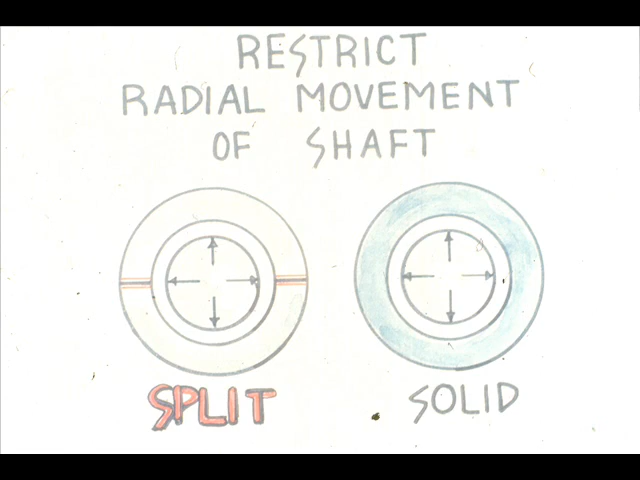 RESTRICT
RADIAL MOVEMENT
OF SHAFT
SPLIT
SOLID